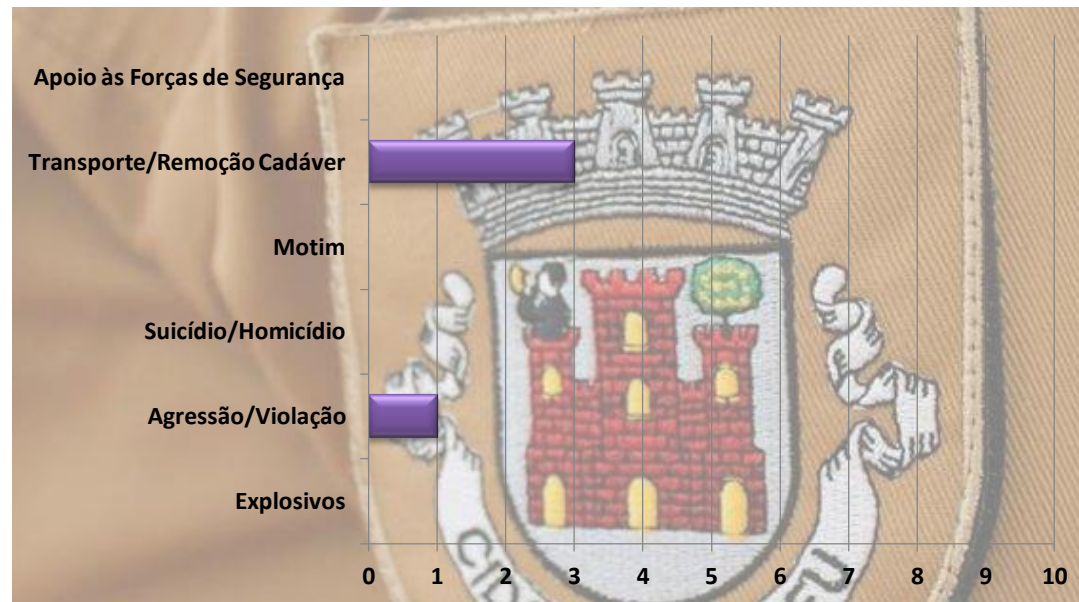 Apoio às Forças de Segurança
Transporte/Remoção Cadáver
Motim
Suicídio/Homicídio
Agressão/Violação
Explosivos
0 1 2 3 4 5 6 7 8 9 10